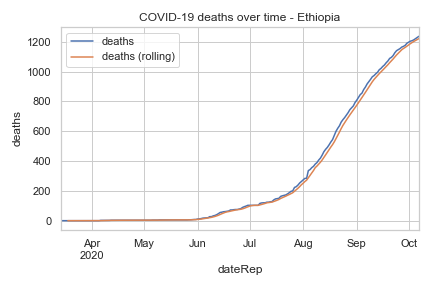 COVID-19 deaths over time - Ethiopia
deaths
deaths (rolling)
1200
1000
800
600
400
200
0
deaths
Apr May Jun Jul Aug Sep Oct
2020
dateRep